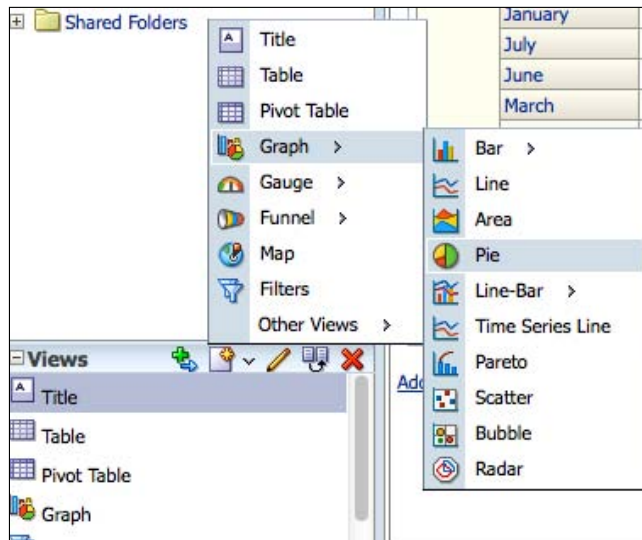 Shared Folders
Title
Table
Pivot Table
Graph >
Gauge >
Funnel >
Map
Filters
Other Views >
January
July
June
March
Bar >
Line
Area
Pie
Line-Bar >
Time Series Line
Pareto
Scatter
Bubble
Radar
Views
Title
Table
Pivot Table
Graph